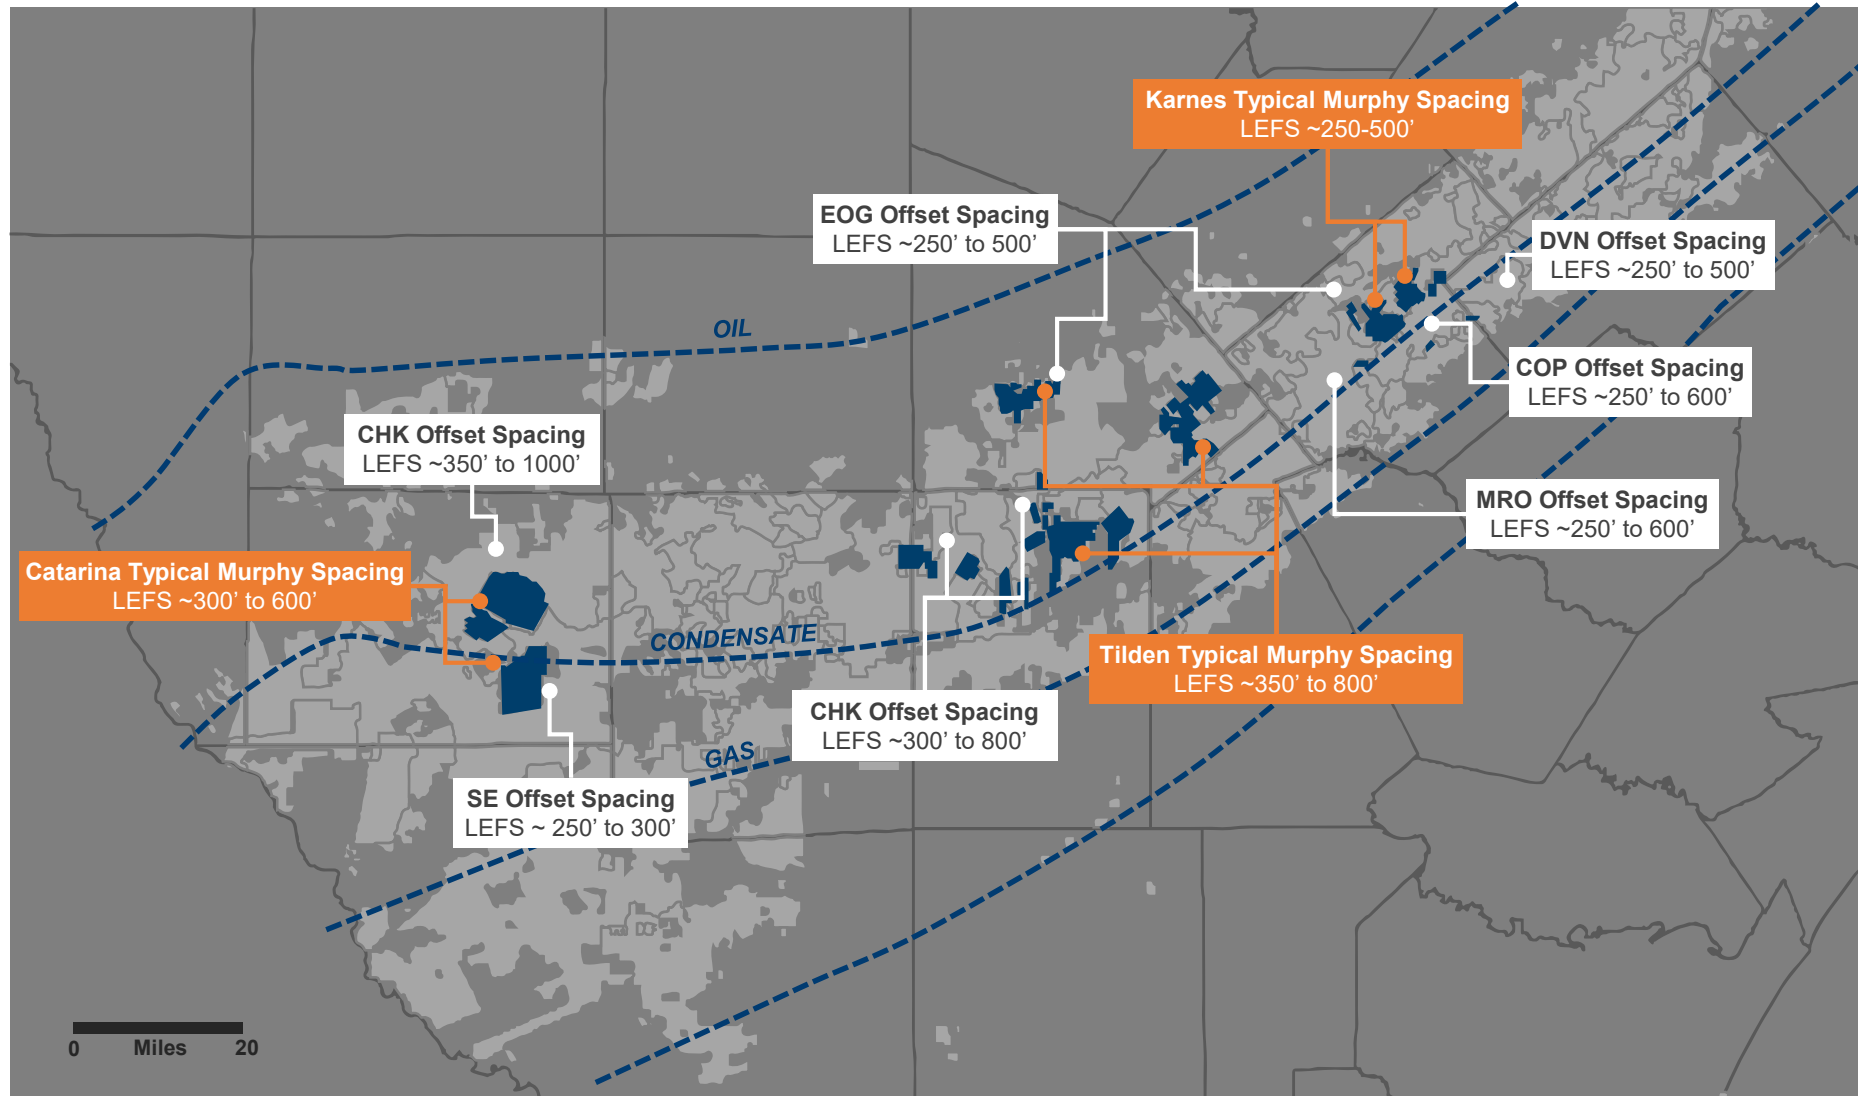 Karnes Typical Murphy Spacing
LEFS ~250-500’
EOG Offset Spacing
LEFS ~250’ to 500’
DVN Offset Spacing
LEFS ~250’ to 500’
OIL
COP Offset Spacing
LEFS ~250’ to 600’
CHK Offset Spacing
LEFS ~350’ to 1000’
MRO Offset Spacing
LEFS ~250’ to 600’
Catarina Typical Murphy Spacing
LEFS ~300’ to 600’
CONDENSATE
Tilden Typical Murphy Spacing
LEFS ~350’ to 800’
CHK Offset Spacing
LEFS ~300’ to 800’
GAS
SE Offset Spacing
LEFS ~ 250’ to 300’
0 Miles 20